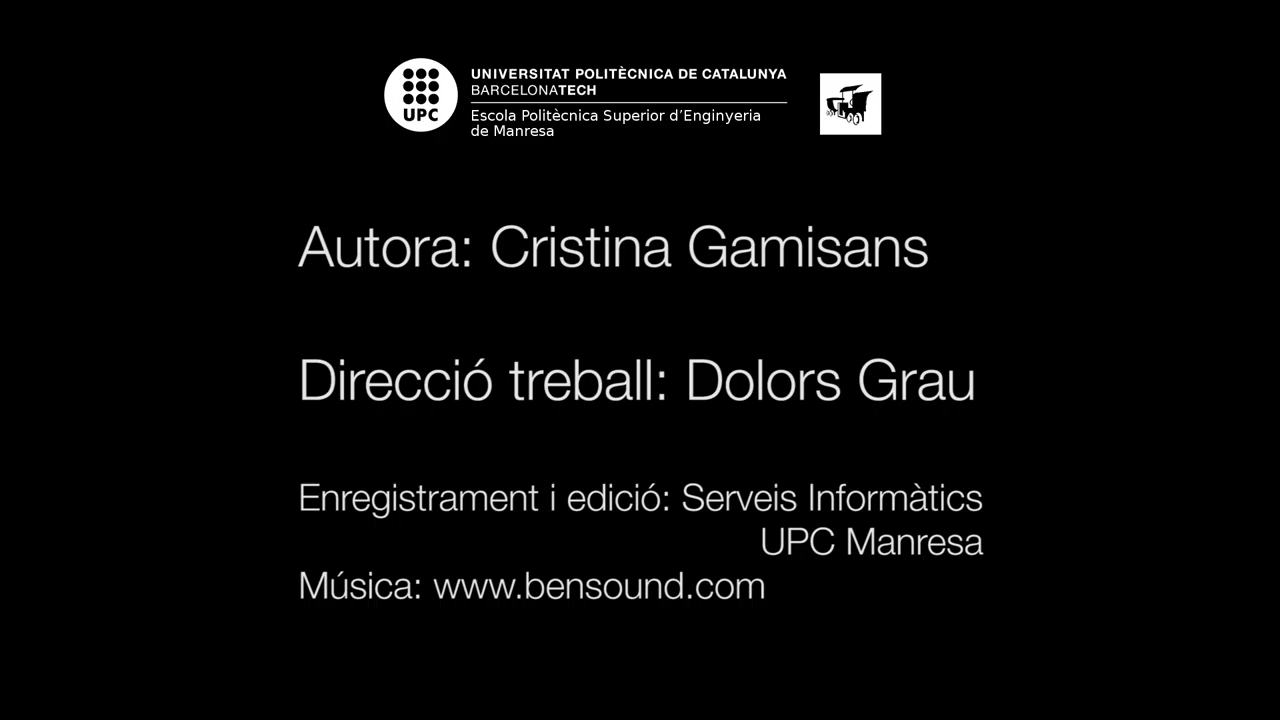 UPC
UNIVERSITAT POLITÈCNICA DE CATALUNYA
BARCELONATECH
Escola Politècnica Superior d’Enginyeria
de Manresa
Autora: Cristina Gamisans
Direcció treball: Dolors Grau
Enregistrament i edició: Serveis Informàtics
UPC Manresa
Música: www.bensound.com